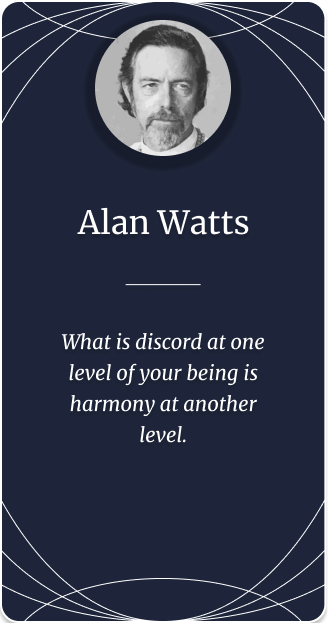 Alan Watts
What is discord at one
level of your being is
harmony at another
level.